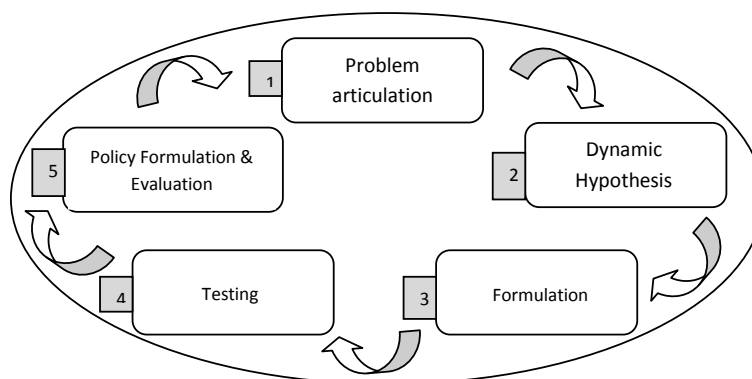 1
Problem
articulation
2
Dynamic
Hypothesis
3
Formulation
4
Testing
5
Policy Formulation &
Evaluation